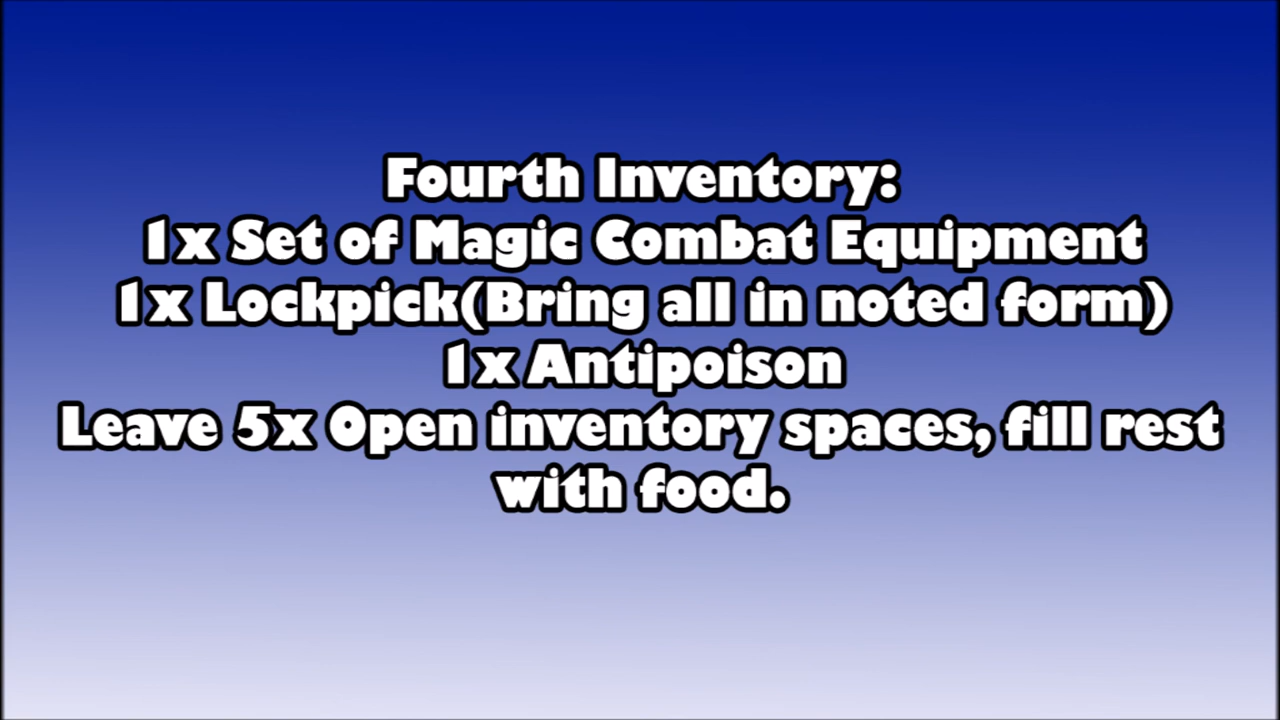 Fourth Inventory:
1x Set of Magic Combat Equipment
1x Lockpick(Bring all in noted form)
1x Antipoison
Leave 5x Open inventory spaces, fill rest
with food.